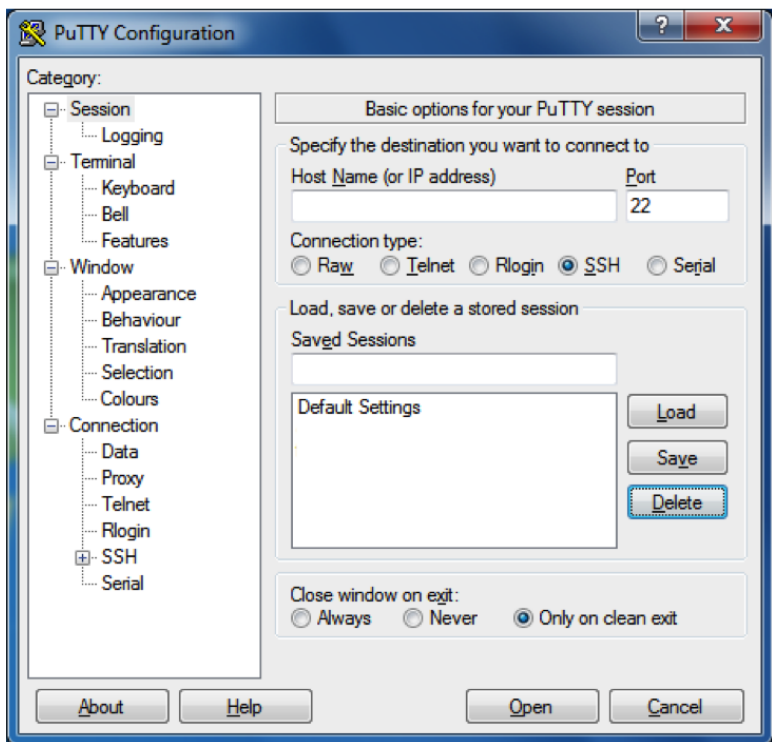 PuTTY Configuration
?
X
Category:
Session
Logging
Terminal
Keyboard
Bell
Features
Window
Appearance
Behaviour
Translation
Selection
Colours
Connection
Data
Proxy
Telnet
Rlogin
SSH
Serial
Basic options for your PuTTY session
Specify the destination you want to connect to
Host Name (or IP address) Port
22
Connection type:
Raw Telnet Rlogin SSH Serial
Load, save or delete a stored session
Saved Sessions
Default Settings
Load
Save
Delete
Close window on exit:
Always Never Only on clean exit
About Help Open Cancel